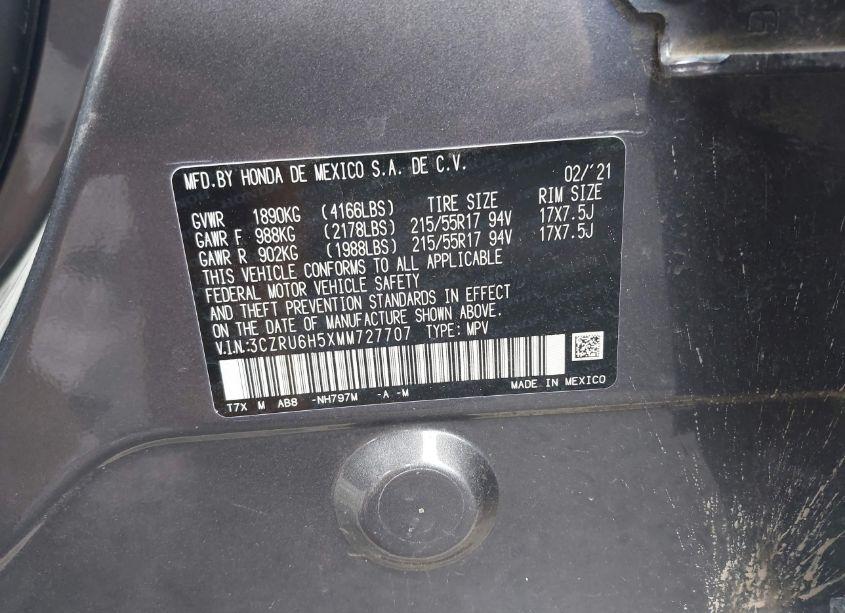 MFD.BY HONDA DE MEXICO S.A. DE C.V. 02/'21
GVWR 1890KG (4166LBS) TIRE SIZE RIM SIZE
GAWR F 988KG (2178LBS) 215/55R17 94V 17X7.5J
GAWR R 902KG (1988LBS) 215/55R17 94V 17X7.5J
THIS VEHICLE CONFORMS TO ALL APPLICABLE
FEDERAL MOTOR VEHICLE SAFETY
AND THEFT PREVENTION STANDARDS IN EFFECT
ON THE DATE OF MANUFACTURE SHOWN ABOVE.
V.I.N:3CZRU6H5XMM727707 TYPE: MPV
MADE IN MEXICO
T7X M AB8 -NH797M -A -M